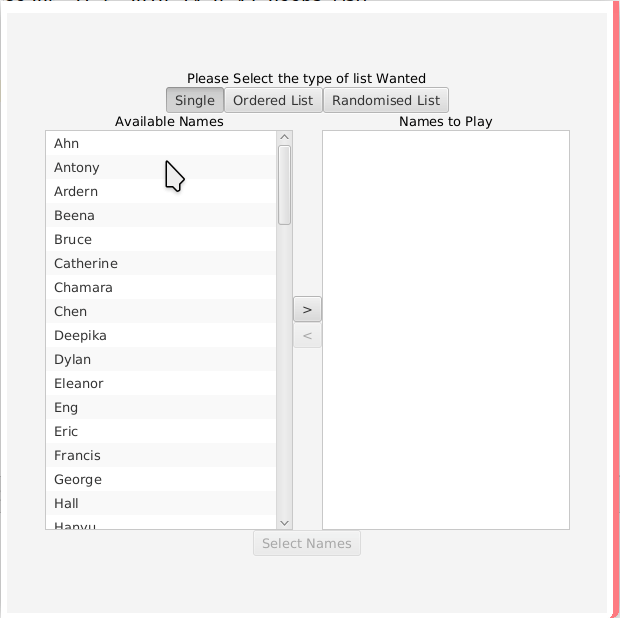 Please Select the type of list Wanted
Single Ordered List Randomised List
Available Names Names to Play
Ahn
Antony
Ardern
Beena
Bruce
Catherine
Chamara
Chen
>
Deepika
<
Dylan
Eleanor
Eng
Eric
Francis
George
Hall
Hanyu
Select Names